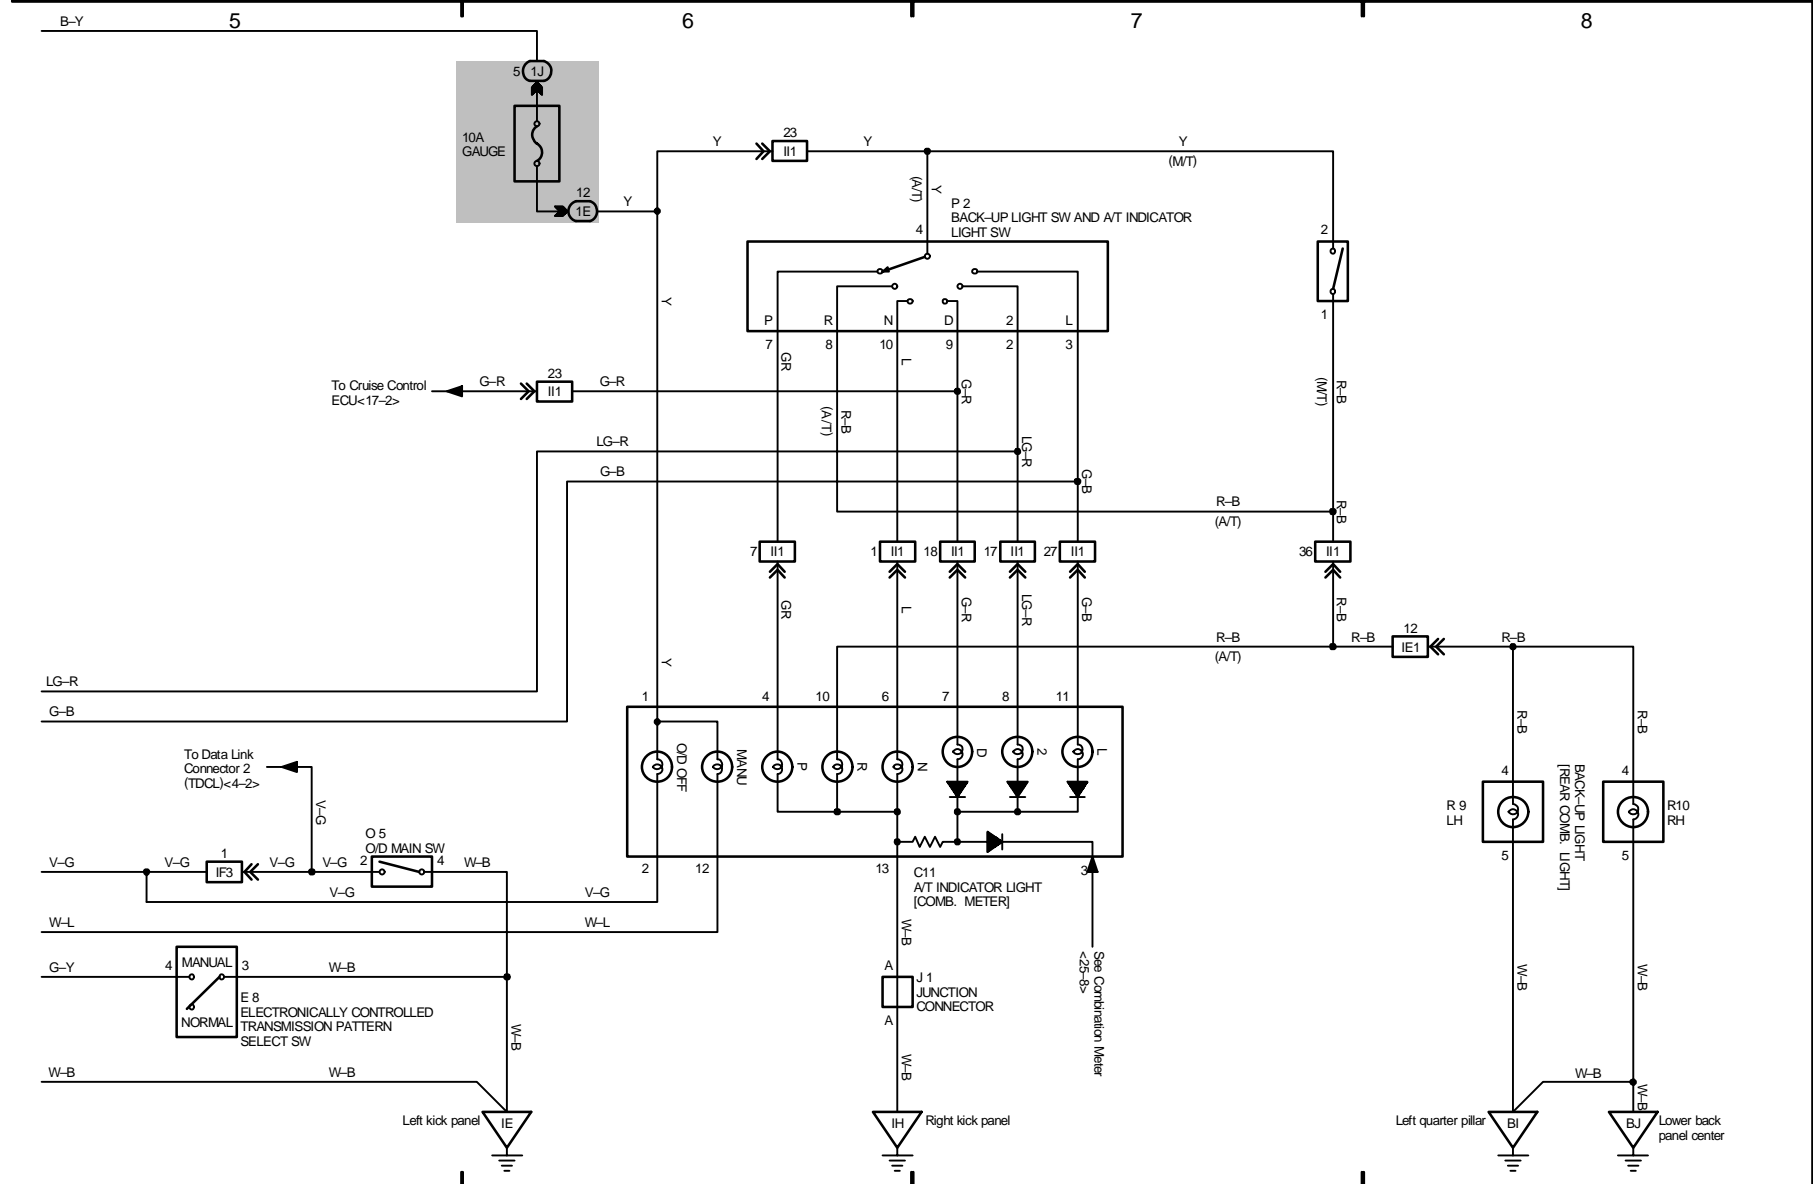 5
6
7
8
B–Y
5
1J
10A
GAUGE
12
1E
Y
Y
23
II1
Y
Y
(M/T)
Y
(A/T)
P 2
BACK–UP LIGHT SW AND A/T INDICATOR
LIGHT SW
4
2
1
Y
P
R
N
D
2
L
7
8
10
9
2
3
GR
L
To Cruise Control
ECU<17–2>
G–R
23
II1
G–R
G–R
R–B
(A/T)
R–B
(M/T)
LG–R
LG–R
G–B
G–B
R–B
(A/T)
R–B
7
II1
1
II1
18
II1
17
II1
27
II1
36
II1
GR
L
G–R
LG–R
G–B
R–B
R–B
(A/T)
R–B
12
IE1
R–B
Y
LG–R
G–B
1
4
10
6
7
8
11
R–B
R–B
To Data Link
Connector 2
(TDCL)<4–2>
V–G
O/D OFF
MANU
P
R
N
D
2
L
4
4
R 9
LH
BACK–UP LIGHT
[REAR COMB. LIGHT]
R10
RH
5
5
O 5
O/D MAIN SW
V–G
V–G
1
IF3
V–G
V–G
2
4
W–B
2
12
13
3
C11
A/T INDICATOR LIGHT
[COMB. METER]
V–G
V–G
W–L
W–L
W–B
G–Y
4
MANUAL
3
W–B
NORMAL
E 8
ELECTRONICALLY CONTROLLED
TRANSMISSION PATTERN
SELECT SW
A
J 1
JUNCTION
CONNECTOR
A
See Combination Meter
<25–8>
W–B
W–B
W–B
W–B
W–B
W–B
W–B
W–B
Left kick panel
IE
IH
Right kick panel
Left quarter pillar
BI
BJ
Lower back
panel center